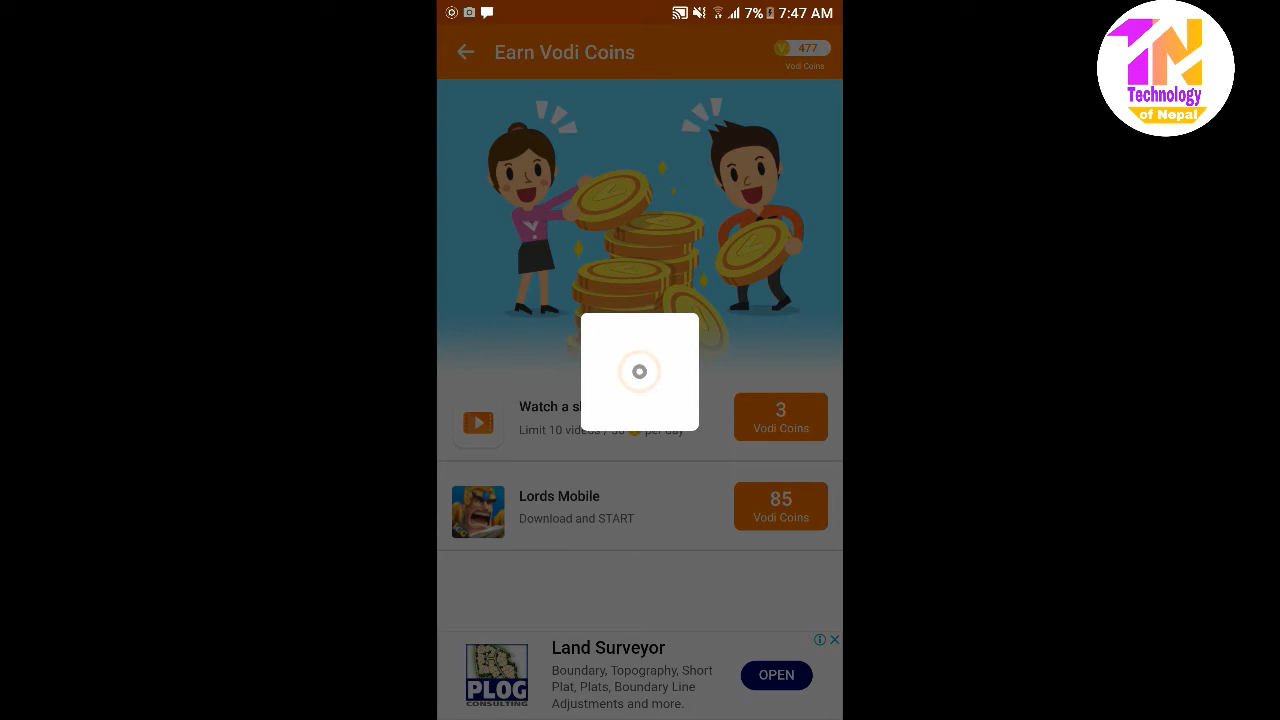 7% 7:47 AM
Earn Vodi Coins
477
Vodi Coins
TN
Technology
of Nepal
Watch a
Limit 10 videos / 30 per day
3
Vodi Coins
Lords Mobile
Download and START
85
Vodi Coins
Land Surveyor
Boundary, Topography, Short
Plat, Plats, Boundary Line
Adjustments and more.
OPEN
PLOG
CONSULTING